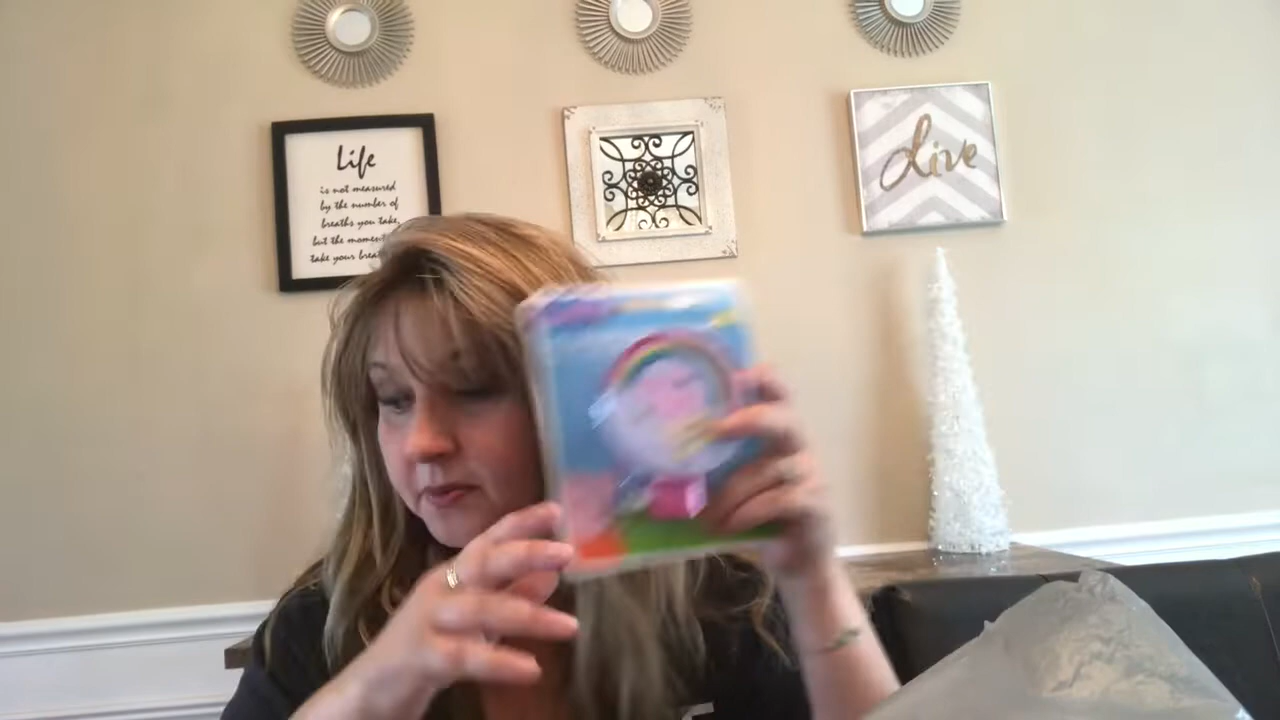 Life
is not measured
by the number of
breaths you take,
but the moment
take your brea
Live